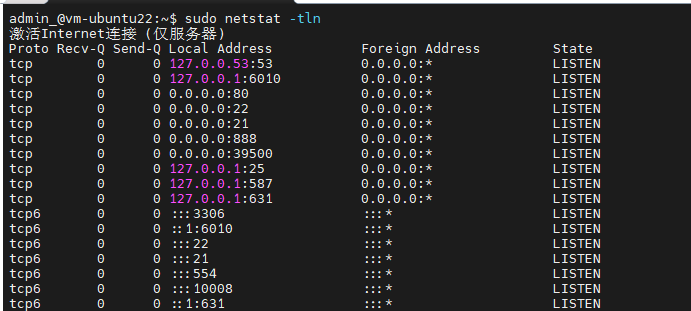 admin_@vm-ubuntu22:~$ sudo netstat -tln
激活Internet连接 (仅服务器)
Proto Recv-Q Send-Q Local Address           Foreign Address         State
tcp        0      0 127.0.0.53:53           0.0.0.0:*               LISTEN
tcp        0      0 127.0.0.1:6010          0.0.0.0:*               LISTEN
tcp        0      0 0.0.0.0:80              0.0.0.0:*               LISTEN
tcp        0      0 0.0.0.0:22              0.0.0.0:*               LISTEN
tcp        0      0 0.0.0.0:21              0.0.0.0:*               LISTEN
tcp        0      0 0.0.0.0:888             0.0.0.0:*               LISTEN
tcp        0      0 0.0.0.0:39500           0.0.0.0:*               LISTEN
tcp        0      0 127.0.0.1:25            0.0.0.0:*               LISTEN
tcp        0      0 127.0.0.1:587           0.0.0.0:*               LISTEN
tcp        0      0 127.0.0.1:631           0.0.0.0:*               LISTEN
tcp6       0      0 :::3306                 :::*                    LISTEN
tcp6       0      0 ::1:6010                :::*                    LISTEN
tcp6       0      0 :::22                   :::*                    LISTEN
tcp6       0      0 :::21                   :::*                    LISTEN
tcp6       0      0 :::554                  :::*                    LISTEN
tcp6       0      0 :::10008                :::*                    LISTEN
tcp6       0      0 ::1:631                 :::*                    LISTEN